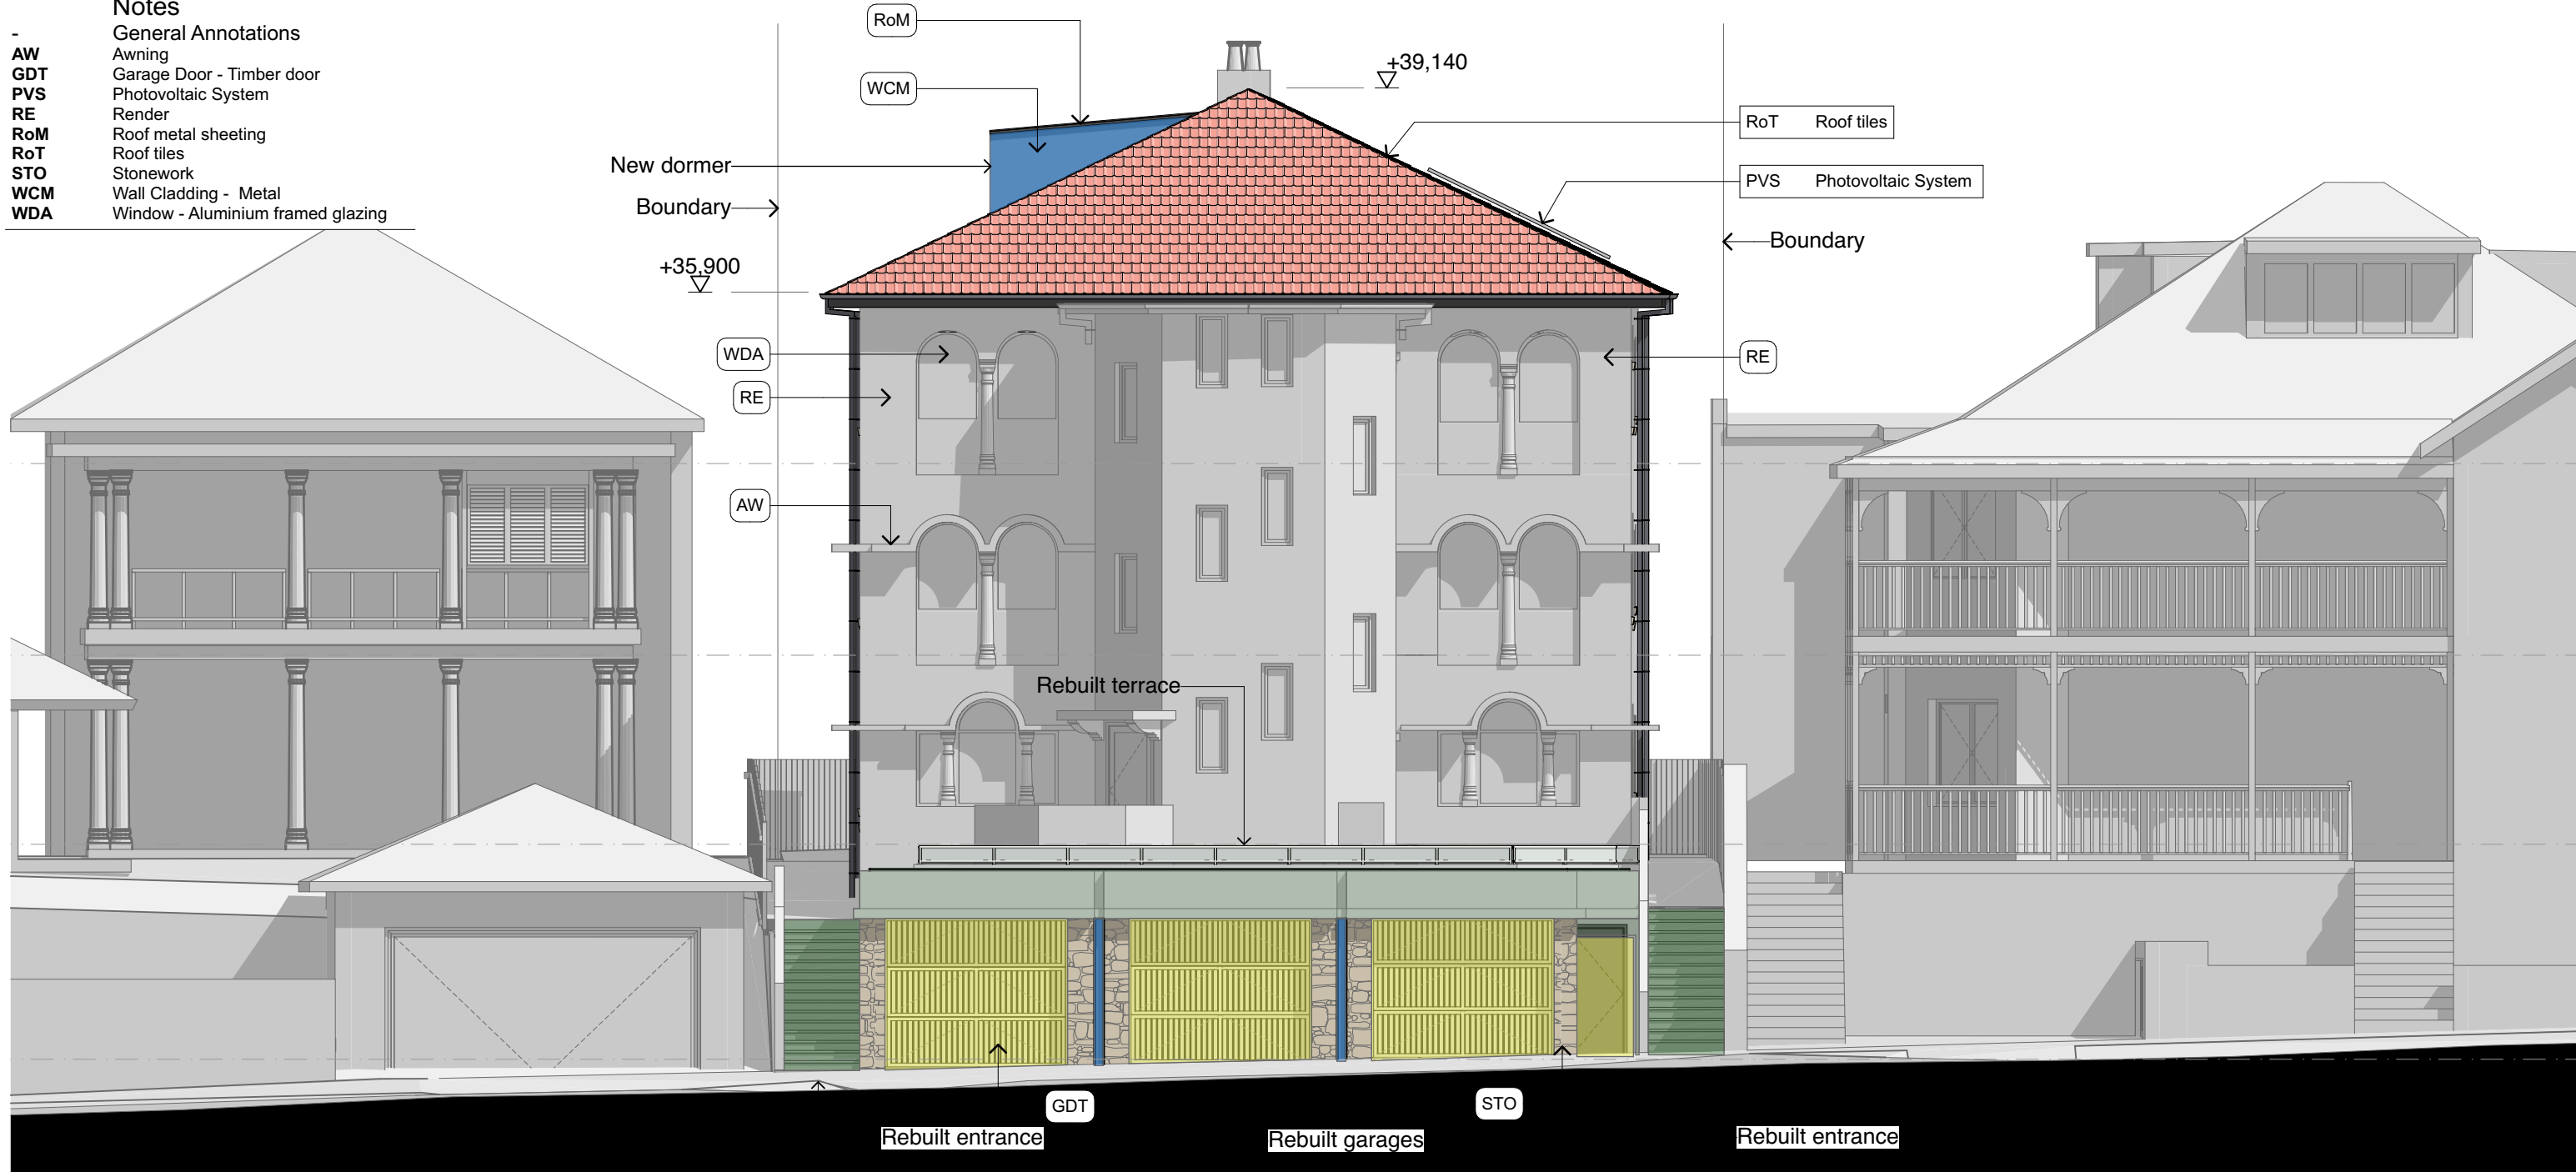 Notes
- General Annotations
AW Awning
GDT Garage Door - Timber door
PVS Photovoltaic System
RE Render
RoM Roof metal sheeting
RoT Roof tiles
STO Stonework
WCM Wall Cladding - Metal
WDA Window - Aluminium framed glazing
RoM
WCM
+39,140
RoT Roof tiles
New dormer
PVS Photovoltaic System
Boundary
Boundary
+35,900
WDA
RE
RE
AW
Rebuilt terrace
GDT
STO
Rebuilt entrance
Rebuilt garages
Rebuilt entrance